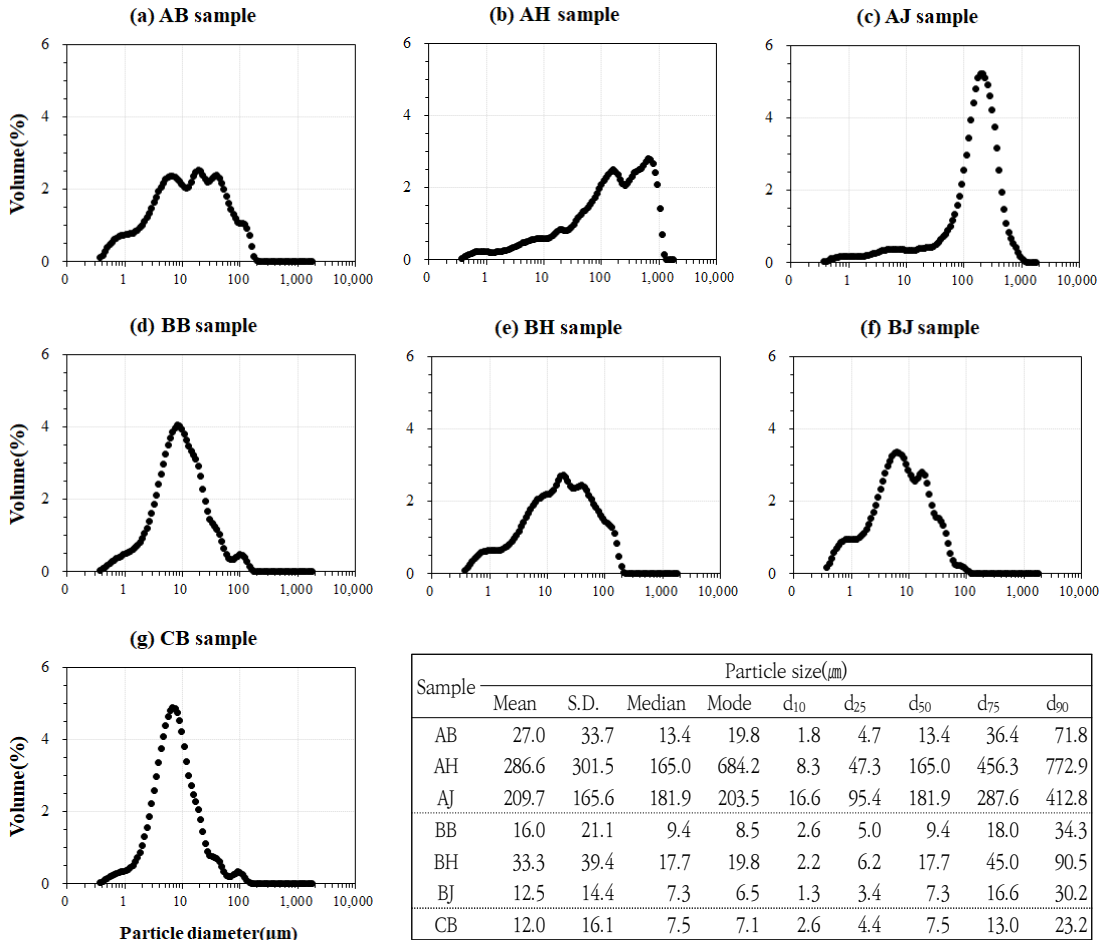 (a) AB sample
(b) AH sample
(c) AJ sample
Volume(%)
6
4
2
0
0 1 10 100 1,000 10,000
6
4
2
0
0 1 10 100 1,000 10,000
6
4
2
0
0 1 10 100 1,000 10,000
(d) BB sample
(e) BH sample
(f) BJ sample
Volume(%)
6
4
2
0
0 1 10 100 1,000 10,000
6
4
2
0
0 1 10 100 1,000 10,000
6
4
2
0
0 1 10 100 1,000 10,000
(g) CB sample
Volume(%)
6
4
2
0
0 1 10 100 1,000 10,000
Particle diameter(μm)
Sample Particle size(㎛)
Mean S.D. Median Mode d10 d25 d50 d75 d90
AB 27.0 33.7 13.4 19.8 1.8 4.7 13.4 36.4 71.8
AH 286.6 301.5 165.0 684.2 8.3 47.3 165.0 456.3 772.9
AJ 209.7 165.6 181.9 203.5 16.6 95.4 181.9 287.6 412.8
BB 16.0 21.1 9.4 8.5 2.6 5.0 9.4 18.0 34.3
BH 33.3 39.4 17.7 19.8 2.2 6.2 17.7 45.0 90.5
BJ 12.5 14.4 7.3 6.5 1.3 3.4 7.3 16.6 30.2
CB 12.0 16.1 7.5 7.1 2.6 4.4 7.5 13.0 23.2